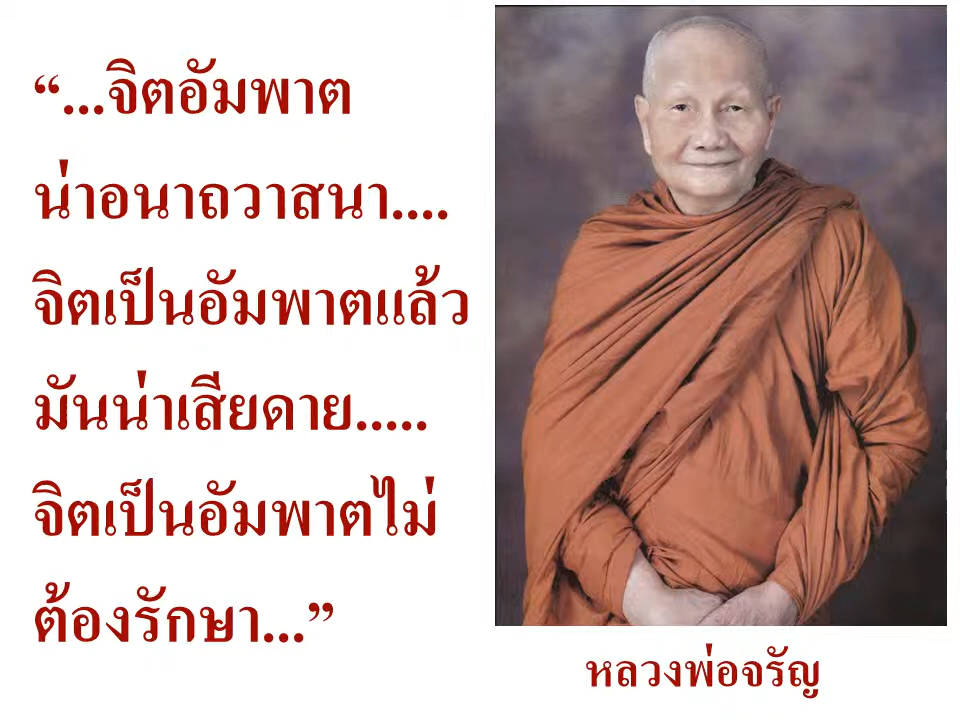 “...จิตอัมพาต
น่าอนาถวาสนา....
จิตเป็นอัมพาตแล้ว
มันน่าเสียดาย.....
จิตเป็นอัมพาตไม่
ต้องรักษา...”
หลวงพ่อจรัญ